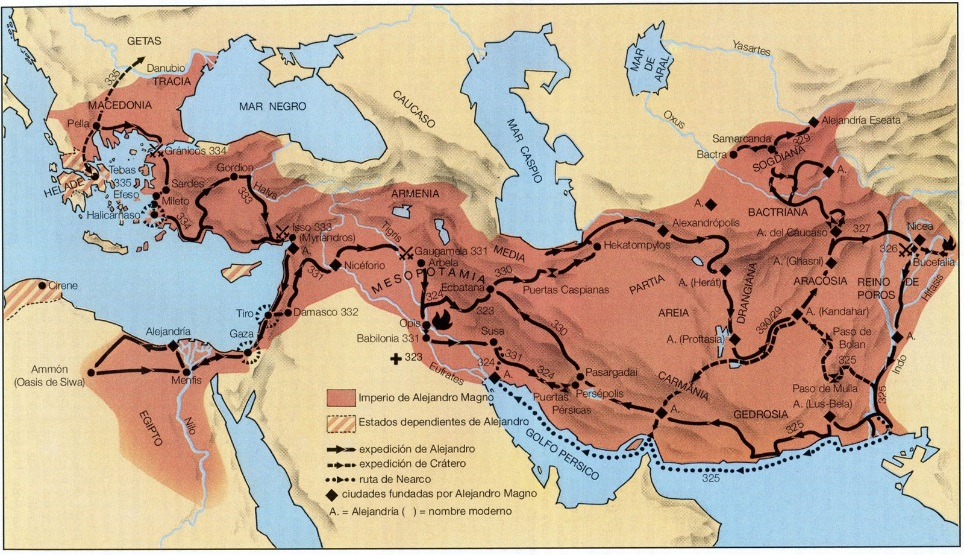 GETAS
Danubio
TRACIA
336
MACEDONIA
Pella
MAR NEGRO
CAUCASO
MAR CASPIO
MAR
DE
ARAL
Yasartes
Oxus
Samarcanda
Alejandría Eseata
329
Bactra
SOGDIANA
A.
BACTRIANA
A. del Caucaso
327
Nicea
326
Bucefalia
A. (Ghasni)
ARACOSIA
REINO DE
POROS
Hifasis
Gránicos 334
Tebas
335
HELADE
Efeso
Sardes
Mileto
Halicarnaso
334
Gordion
333
Halys
ARMENIA
Isso 333
(Myriandros)
A.
331
Nicéforio
Tigris
Gaugamela 331
Arbela
MESOPOTAMIA
MEDIA
Ecbatana
330
324
323
Puertas Caspianas
Hekatompylos
Alexandrópolis
A.
PARTIA
A. (Herat)
DRANGIANA
AREIA
A. (Proftasia)
330/29
A. (Kandahar)
Paso de
Bolan
325
Paso de Mulla
A. (Lus-Bela)
Indo
A.
325
Cirene
Tiro
Damasco 332
Gaza
Alejandría
Menfis
Ammón
(Oasis de Siwa)
EGIPTO
Nilo
Opis
Babilonia 331
323
Eufrates
Susa
331
324
A.
324
330
Pasargadai
Persépolis
Puertas
Pérsicas
CARMANIA
A.
GEDROSIA
325
GOLFO PERSICO
325
Imperio de Alejandro Magno
Estados dependientes de Alejandro
expedición de Alejandro
expedición de Crátero
ruta de Nearco
ciudades fundadas por Alejandro Magno
A. = Alejandría ( ) = nombre moderno